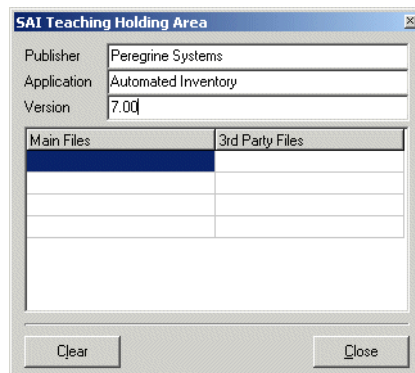 SAI Teaching Holding Area
Publisher Peregrine Systems
Application Automated Inventory
Version 7.00
Main Files 3rd Party Files
Clear Close